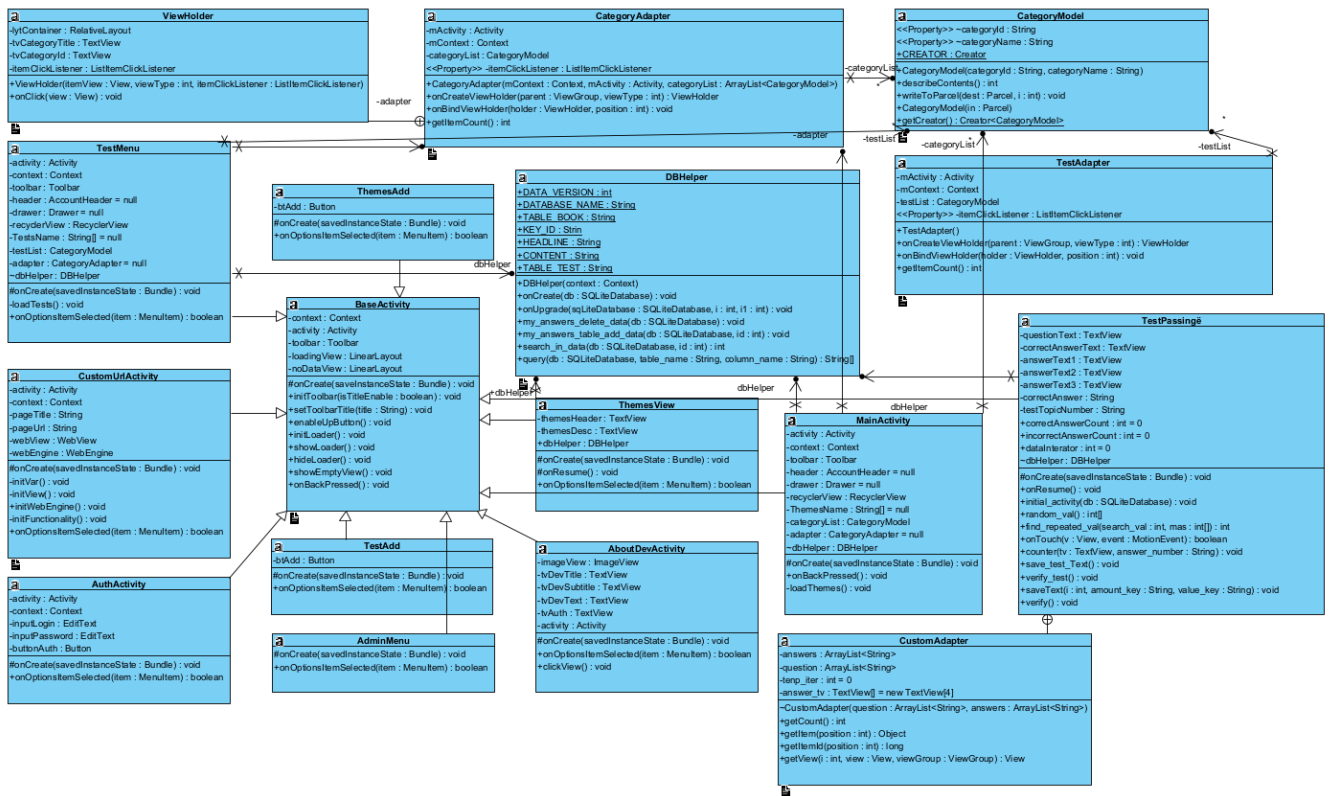 ViewHolder
-lytContainer : RelativeLayout
-tvCategoryTitle : TextView
-tvCategoryId : TextView
-itemClickListener : ListItemClickListener
+ViewHolder(itemView : View, viewType : int, itemClickListener : ListItemClickListener)
+onClick(view : View) : void
CategoryAdapter
-mActivity : Activity
-mContext : Context
-categoryList : CategoryModel
<<Property>> -itemClickListener : ListItemClickListener
+CategoryAdapter(mContext : Context, mActivity : Activity, categoryList : ArrayList<CategoryModel>)
+onCreateViewHolder(parent : ViewGroup, viewType : int) : ViewHolder
+onBindViewHolder(holder : ViewHolder, position : int) : void
+getItemCount() : int
CategoryModel
<<Property>> ~categoryId : String
<<Property>> ~categoryName : String
+CREATOR : Creator
+CategoryModel(categoryId : String, categoryName : String)
+describeContents() : int
+writeToParcel(dest : Parcel, i : int) : void
+CategoryModel(in : Parcel)
+getCreator() : Creator<CategoryModel>
-categoryList
*
-adapter
-adapter
-testList
*
-categoryList
*
-testList
*
TestMenu
-activity : Activity
-context : Context
-toolbar : Toolbar
-header : AccountHeader = null
-drawer : Drawer = null
-recyclerView : RecyclerView
-TestsName : String[] = null
-testList : CategoryModel
-adapter : CategoryAdapter = null
~dbHelper : DBHelper
#onCreate(savedInstanceState : Bundle) : void
-loadTests() : void
+onOptionsItemSelected(item : MenuItem) : boolean
ThemesAdd
-btAdd : Button
#onCreate(savedInstanceState : Bundle) : void
+onOptionsItemSelected(item : MenuItem) : boolean
DBHelper
+DATA_VERSION : int
+DATABASE_NAME : String
+TABLE_BOOK : String
+KEY_ID : Strin
+HEADLINE : String
+CONTENT : String
+TABLE_TEST : String
+DBHelper(context : Context)
+onCreate(db : SQLiteDatabase) : void
+onUpgrade(sqLiteDatabase : SQLiteDatabase, i : int, i1 : int) : void
+my_answers_delete_data(db : SQLiteDatabase) : void
+my_answers_table_add_data(db : SQLiteDatabase, id : int) : void
+search_in_data(db : SQLiteDatabase, id : int) : int
+query(db : SQLiteDatabase, table_name : String, column_name : String) : String[]
TestAdapter
-mActivity : Activity
-mContext : Context
-testList : CategoryModel
<<Property>> -itemClickListener : ListItemClickListener
+TestAdapter()
+onCreateViewHolder(parent : ViewGroup, viewType : int) : ViewHolder
+onBindViewHolder(holder : ViewHolder, position : int) : void
+getItemCount() : int
dbHelper
BaseActivity
-context : Context
-activity : Activity
-toolbar : Toolbar
-loadingView : LinearLayout
-noDataView : LinearLayout
#onCreate(savedInstanceState : Bundle) : void
+initToolbar(isTitleEnable : boolean) : void
+setToolbarTitle(title : String) : void
+enableUpButton() : void
+initLoader() : void
+showLoader() : void
+hideLoader() : void
+showEmptyView() : void
+onBackPressed() : void
TestPassingё
-questionText : TextView
-correctAnswerText : TextView
-answerText1 : TextView
-answerText2 : TextView
-answerText3 : TextView
-correctAnswer : String
-testTopicNumber : String
+correctAnswerCount : int = 0
+incorrectAnswerCount : int = 0
+dataInterator : int = 0
~dbHelper : DBHelper
#onCreate(savedInstanceState : Bundle) : void
+onResume() : void
+initial_activity(db : SQLiteDatabase) : void
+random_val() : int[]
+find_repeated_val(search_val : int, mas : int[]) : int
+onTouch(v : View, event : MotionEvent) : boolean
+counter(tv : TextView, answer_number : String) : void
+save_test_Text() : void
+verify_test() : void
+saveText(i : int, amount_key : String, value_key : String) : void
+verify() : void
CustomUrlActivity
-activity : Activity
-context : Context
-pageTitle : String
-pageUrl : String
-webView : WebView
-webEngine : WebEngine
#onCreate(savedInstanceState : Bundle) : void
-initVar() : void
-initView() : void
+initWebEngine() : void
-initFunctionality() : void
+onOptionsItemSelected(item : MenuItem) : boolean
+dbHelper
dbHelper
dbHelper
ThemesView
-themesHeader : TextView
-themesDesc : TextView
+dbHelper : DBHelper
#onCreate(savedInstanceState : Bundle) : void
#onResume() : void
+onOptionsItemSelected(item : MenuItem) : boolean
MainActivity
-activity : Activity
-context : Context
-toolbar : Toolbar
-header : AccountHeader = null
-drawer : Drawer = null
-recyclerView : RecyclerView
-ThemesName : String[] = null
-categoryList : CategoryModel
-adapter : CategoryAdapter = null
~dbHelper : DBHelper
#onCreate(savedInstanceState : Bundle) : void
+onBackPressed() : void
-loadThemes() : void
TestAdd
-btAdd : Button
#onCreate(savedInstanceState : Bundle) : void
+onOptionsItemSelected(item : MenuItem) : boolean
AboutDevActivity
-imageView : ImageView
-tvDevTitle : TextView
-tvDevSubtitle : TextView
-tvDevText : TextView
-tvAuth : TextView
-activity : Activity
#onCreate(savedInstanceState : Bundle) : void
+onOptionsItemSelected(item : MenuItem) : boolean
+clickView() : void
AuthActivity
-activity : Activity
-context : Context
-inputLogin : EditText
-inputPassword : EditText
-buttonAuth : Button
#onCreate(savedInstanceState : Bundle) : void
+onOptionsItemSelected(item : MenuItem) : boolean
AdminMenu
#onCreate(savedInstanceState : Bundle) : void
+onOptionsItemSelected(item : MenuItem) : boolean
CustomAdapter
-answers : ArrayList<String>
-question : ArrayList<String>
-tenp_iter : int = 0
-answer_tv : TextView[] = new TextView[4]
~CustomAdapter(question : ArrayList<String>, answers : ArrayList<String>)
+getCount() : int
+getItem(position : int) : Object
+getItemId(position : int) : long
+getView(i : int, view : View, viewGroup : ViewGroup) : View